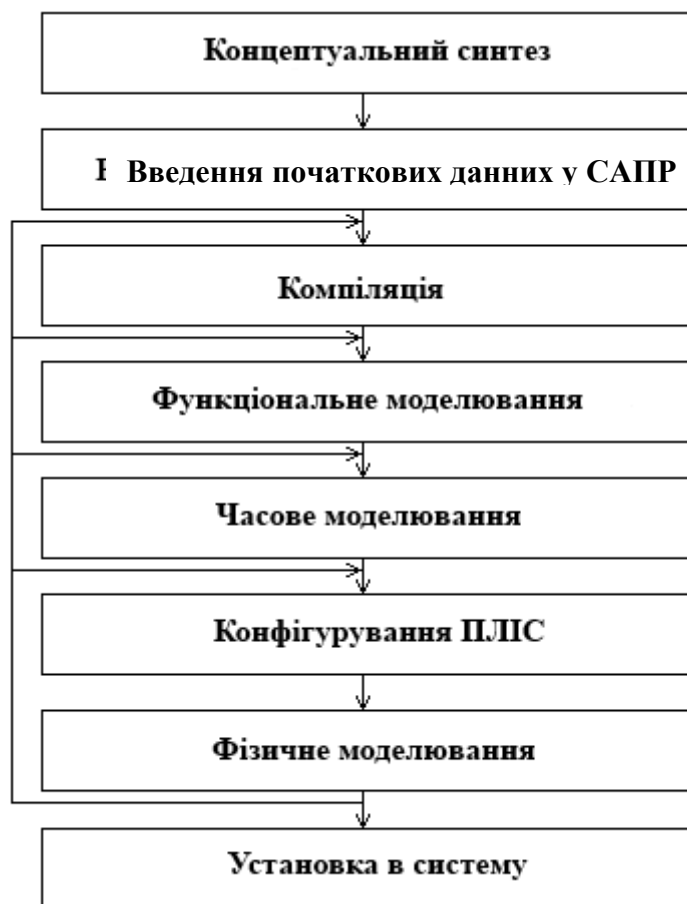 Концептуальний синтез
Введення початкових данних у САПР
Компіляція
Функціональне моделювання
Часове моделювання
Конфігурування ПЛІС
Фізичне моделювання
Установка в систему